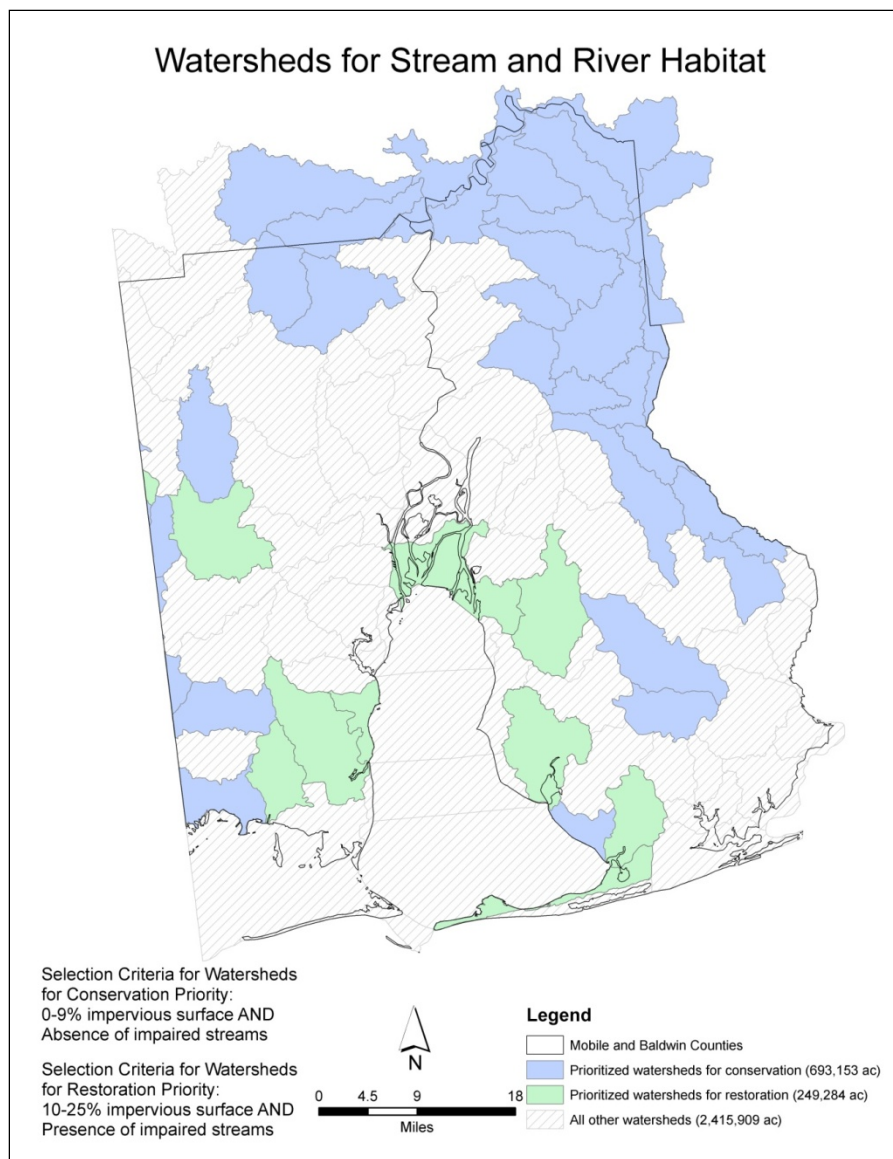 Watersheds for Stream and River Habitat
Selection Criteria for Watersheds
for Conservation Priority:
0-9% impervious surface AND
Absence of impaired streams
Selection Criteria for Watersheds
for Restoration Priority:
10-25% impervious surface AND
Presence of impaired streams
N
0 4.5 9 18
Miles
Legend
Mobile and Baldwin Counties
Prioritized watersheds for conservation (693,153 ac)
Prioritized watersheds for restoration (249,284 ac)
All other watersheds (2,415,909 ac)